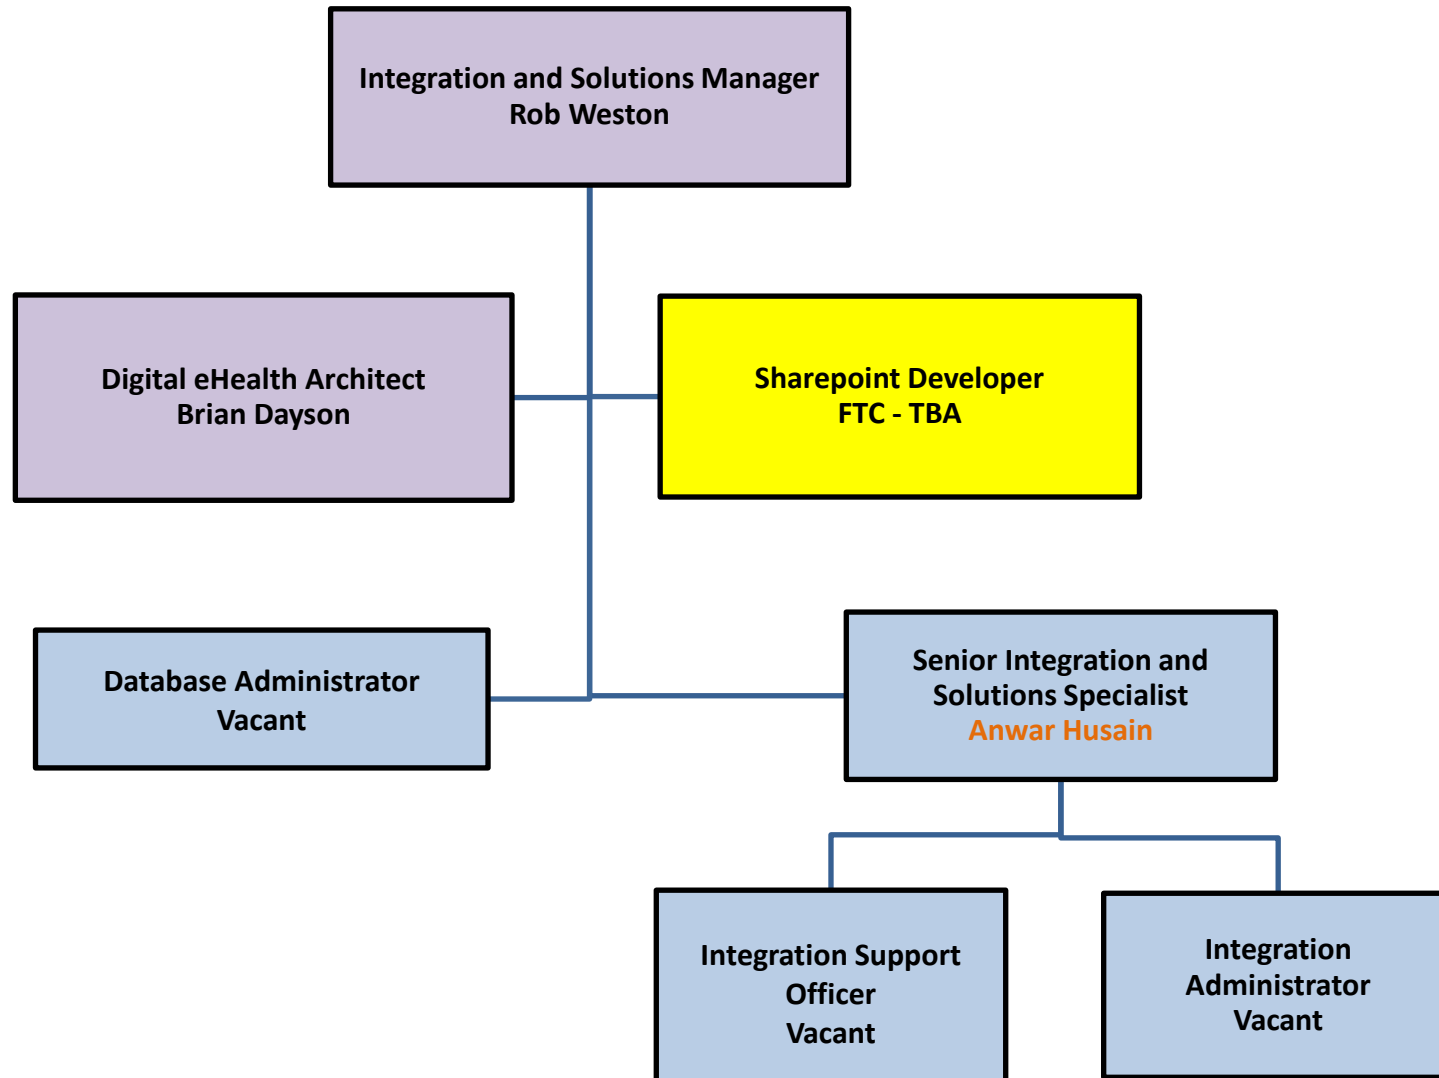 Integration and Solutions Manager
Rob Weston
Digital eHealth Architect
Brian Dayson
Sharepoint Developer
FTC - TBA
Database Administrator
Vacant
Senior Integration and
Solutions Specialist
Anwar Husain
Integration Support
Officer
Vacant
Integration
Administrator
Vacant